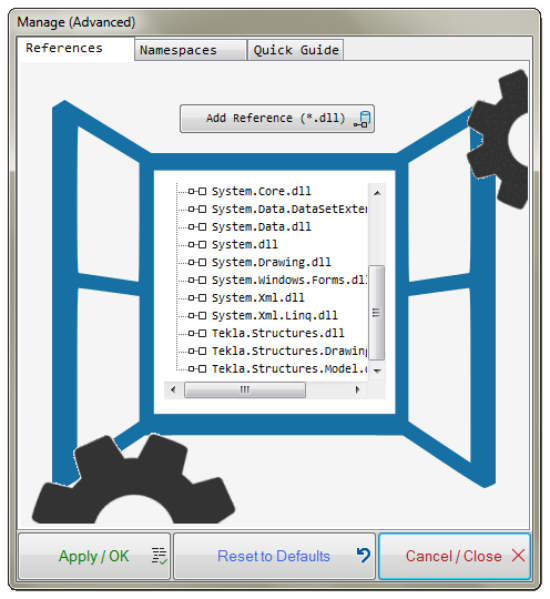 Manage (Advanced)
References
Namespaces
Quick Guide
Add Reference (*.dll)
System.Core.dll
System.Data.DataSetExter
System.Data.dll
System.dll
System.Drawing.dll
System.Windows.Forms.dll
System.Xml.dll
System.Xml.Linq.dll
Tekla.Structures.dll
Tekla.Structures.Drawing
Tekla.Structures.Model.d
Apply / OK
Reset to Defaults
Cancel / Close